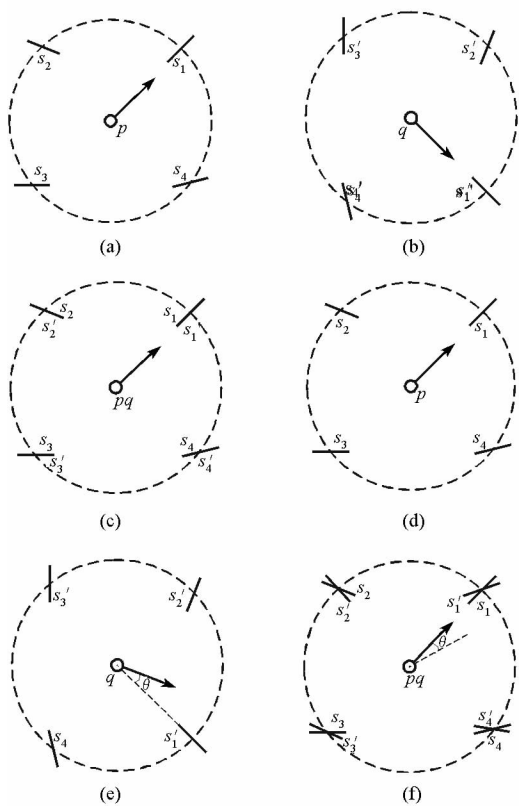 s₂ s₁
p
s₃ s₄
(a)
s₃′ s₂′
q
s₄′ s₁′
(b)
s₂ s₁
s₂′ s₁
pq
s₃ s₄
s₃′ s₄′
(c)
s₂ s₁
p
s₃ s₄
(d)
s₃′ s₂′
q θ
s₄ s₁′
(e)
s₂ s₁′
s₂′ s₁
θ
pq
s₃ s₄′
s₃′ s₄
(f)